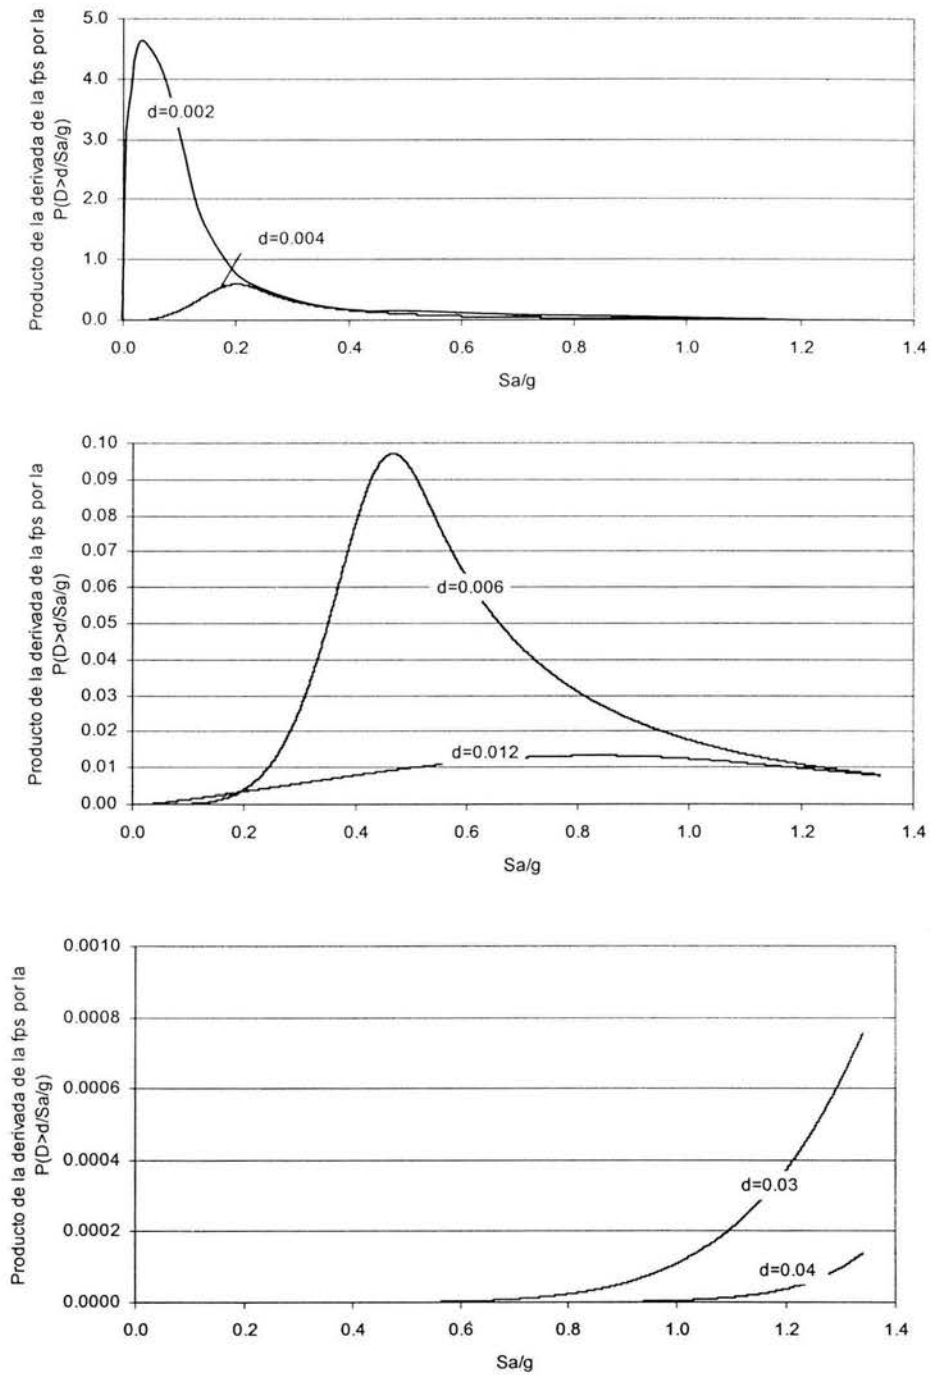 Producto de la derivada de la fps por la
P(D>d/Sa/g)
5.0
4.0
3.0
2.0
1.0
0.0
d=0.002
d=0.004
0.0 0.2 0.4 0.6 0.8 1.0 1.2 1.4
Sa/g
Producto de la derivada de la fps por la
P(D>d/Sa/g)
0.10
0.09
0.08
0.07
0.06
0.05
0.04
0.03
0.02
0.01
0.00
d=0.006
d=0.012
0.0 0.2 0.4 0.6 0.8 1.0 1.2 1.4
Sa/g
Producto de la derivada de la fps por la
P(D>d/Sa/g)
0.0010
0.0008
0.0006
0.0004
0.0002
0.0000
d=0.03
d=0.04
0.0 0.2 0.4 0.6 0.8 1.0 1.2 1.4
Sa/g